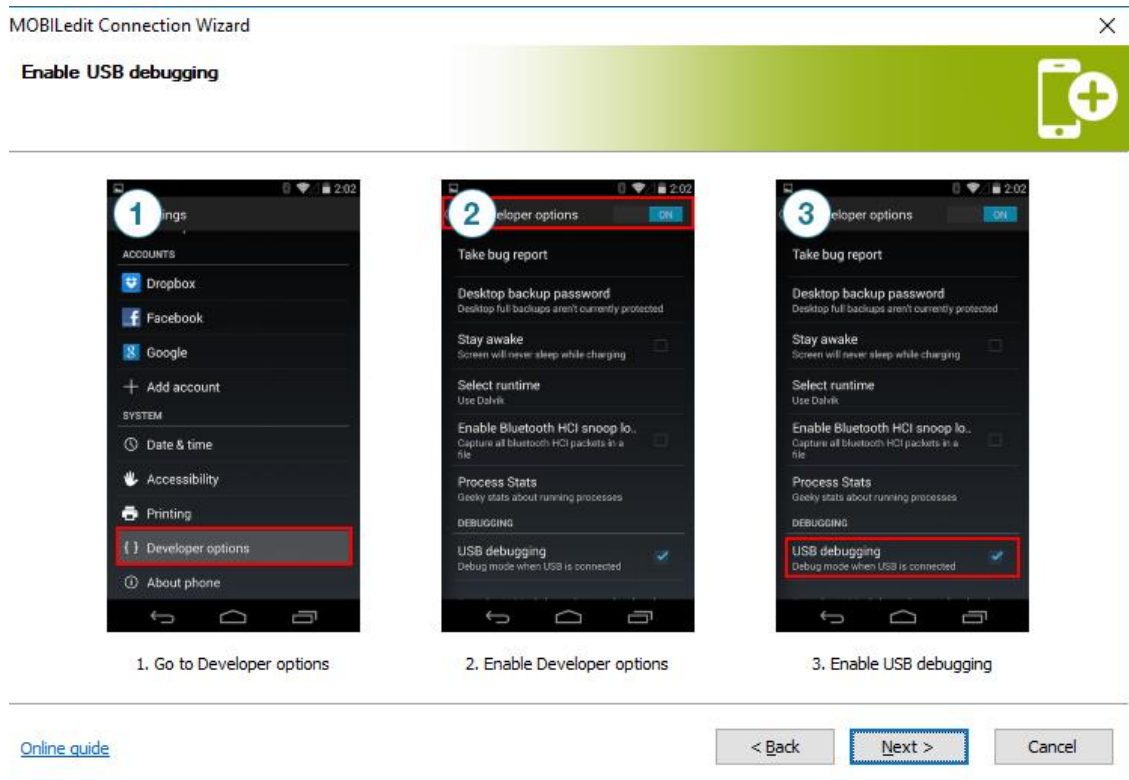 MOBILedit Connection Wizard
Enable USB debugging
2:02
1
ings
ACCOUNTS
Dropbox
Facebook
Google
Add account
SYSTEM
Date & time
Accessibility
Printing
{ } Developer options
About phone
1. Go to Developer options
2:02
2
eloper options
ON
Take bug report
Desktop backup password
Desktop full backups aren't currently protected
Stay awake
Screen will never sleep while charging
Select runtime
Use Dalvik
Enable Bluetooth HCI snoop lo..
Capture all bluetooth HCI packets in a
file
Process Stats
Geeky stats about running processes
DEBUGGING
USB debugging
Debug mode when USB is connected
2. Enable Developer options
2:02
3
eloper options
ON
Take bug report
Desktop backup password
Desktop full backups aren't currently protected
Stay awake
Screen will never sleep while charging
Select runtime
Use Dalvik
Enable Bluetooth HCI snoop lo..
Capture all bluetooth HCI packets in a
file
Process Stats
Geeky stats about running processes
DEBUGGING
USB debugging
Debug mode when USB is connected
3. Enable USB debugging
Online guide
< Back
Next >
Cancel